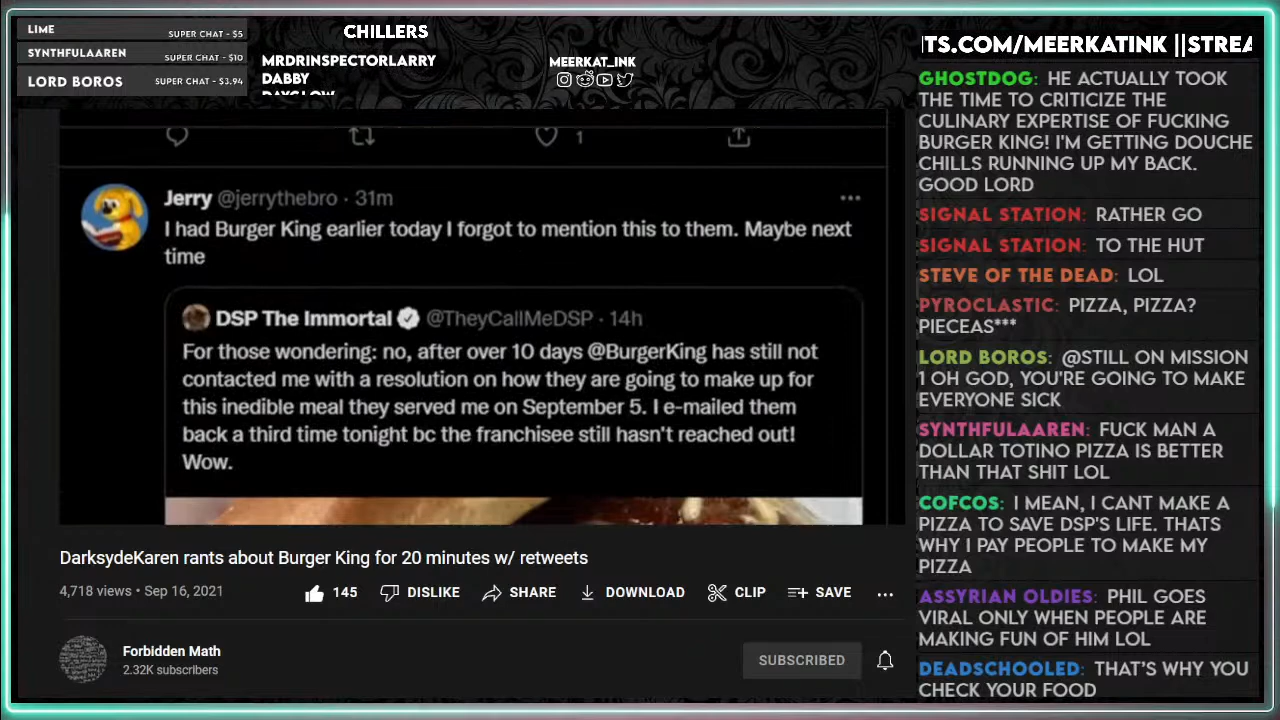 LIME
SUPER CHAT - $5
SYNTHFULAAREN
SUPER CHAT - $10
LORD BOROS
SUPER CHAT - $3.94
CHILLERS
MRDRINSPECTORLARRY
DABBY
DAYGLOW
MEERKAT_INK
1
Jerry @jerrythebro · 31m
I had Burger King earlier today I forgot to mention this to them. Maybe next
time
DSP The Immortal @TheyCallMeDSP · 14h
For those wondering: no, after over 10 days @BurgerKing has still not
contacted me with a resolution on how they are going to make up for
this inedible meal they served me on September 5. I e-mailed them
back a third time tonight bc the franchisee still hasn't reached out!
Wow.
DarksydeKaren rants about Burger King for 20 minutes w/ retweets
4,718 views • Sep 16, 2021
145
DISLIKE
SHARE
DOWNLOAD
CLIP
SAVE
Forbidden Math
2.32K subscribers
SUBSCRIBED
ITS.COM/MEERKATINK ||STREA
GHOSTDOG: HE ACTUALLY TOOK
THE TIME TO CRITICIZE THE
CULINARY EXPERTISE OF FUCKING
BURGER KING! I'M GETTING DOUCHE
CHILLS RUNNING UP MY BACK.
GOOD LORD
SIGNAL STATION: RATHER GO
SIGNAL STATION: TO THE HUT
STEVE OF THE DEAD: LOL
PYROCLASTIC: PIZZA, PIZZA?
PIECEAS***
LORD BOROS: @STILL ON MISSION
1 OH GOD, YOU'RE GOING TO MAKE
EVERYONE SICK
SYNTHFULAAREN: FUCK MAN A
DOLLAR TOTINO PIZZA IS BETTER
THAN THAT SHIT LOL
COFCOS: I MEAN, I CANT MAKE A
PIZZA TO SAVE DSP'S LIFE. THATS
WHY I PAY PEOPLE TO MAKE MY
PIZZA
ASSYRIAN OLDIES: PHIL GOES
VIRAL ONLY WHEN PEOPLE ARE
MAKING FUN OF HIM LOL
DEADSCHOOLED: THAT'S WHY YOU
CHECK YOUR FOOD